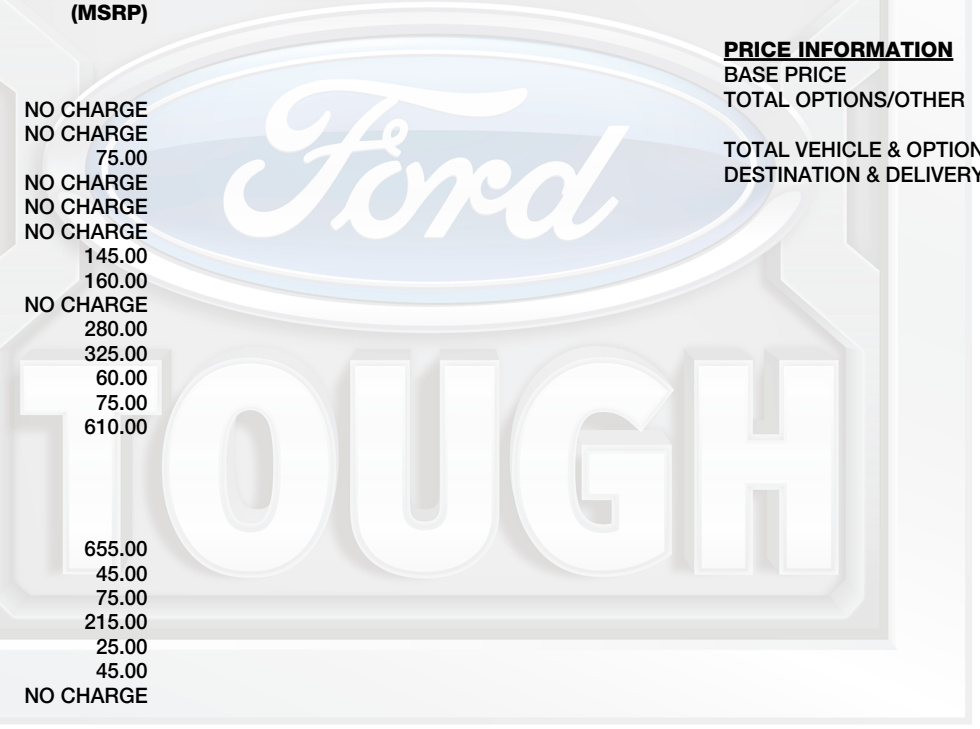 (MSRP)
NO CHARGE
NO CHARGE
75.00
NO CHARGE
NO CHARGE
NO CHARGE
145.00
160.00
NO CHARGE
280.00
325.00
60.00
75.00
610.00
655.00
45.00
75.00
215.00
25.00
45.00
NO CHARGE
PRICE INFORMATION
BASE PRICE
TOTAL OPTIONS/OTHER
TOTAL VEHICLE & OPTION
DESTINATION & DELIVERY
Ford
TOUGH